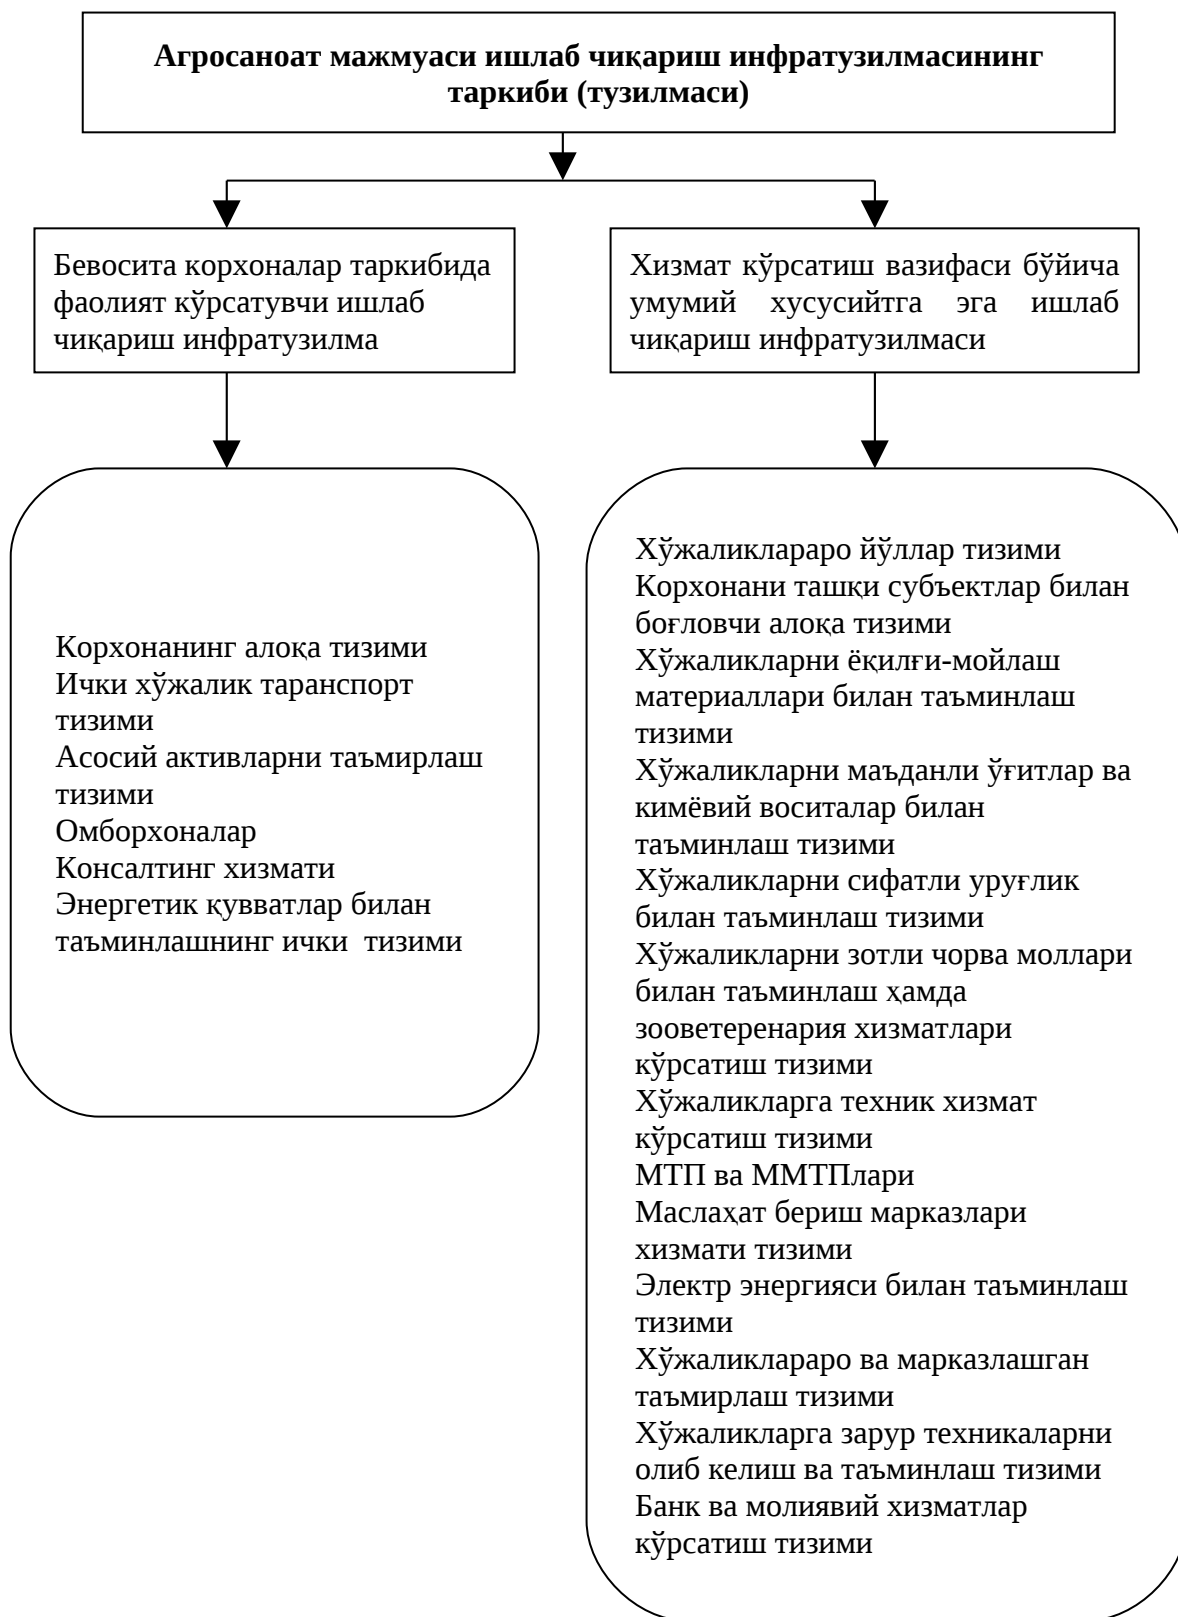 Агросаноат мажмуаси ишлаб чиқариш инфратузилмасининг
таркиби (тузилмаси)
Бевосита корхоналар таркибида
фаолият кўрсатувчи ишлаб
чиқариш инфратузилма
Хизмат кўрсатиш вазифаси бўйича
умумий хусусийтга эга ишлаб
чиқариш инфратузилмаси
Корхонанинг алоқа тизими
Ички хўжалик таранспорт
тизими
Асосий активларни таъмирлаш
тизими
Омборхоналар
Консалтинг хизмати
Энергетик қувватлар билан
таъминлашнинг ички тизими
Хўжаликлараро йўллар тизими
Корхонани ташқи субъектлар билан
боғловчи алоқа тизими
Хўжаликларни ёқилғи-мойлаш
материаллари билан таъминлаш
тизими
Хўжаликларни маъданли ўғитлар ва
кимёвий воситалар билан
таъминлаш тизими
Хўжаликларни сифатли уруғлик
билан таъминлаш тизими
Хўжаликларни зотли чорва моллари
билан таъминлаш ҳамда
зооветеренария хизматлари
кўрсатиш тизими
Хўжаликларга техник хизмат
кўрсатиш тизими
МТП ва ММТПлари
Маслаҳат бериш марказлари
хизмати тизими
Электр энергияси билан таъминлаш
тизими
Хўжаликлараро ва марказлашган
таъмирлаш тизими
Хўжаликларга зарур техникаларни
олиб келиш ва таъминлаш тизими
Банк ва молиявий хизматлар
кўрсатиш тизими